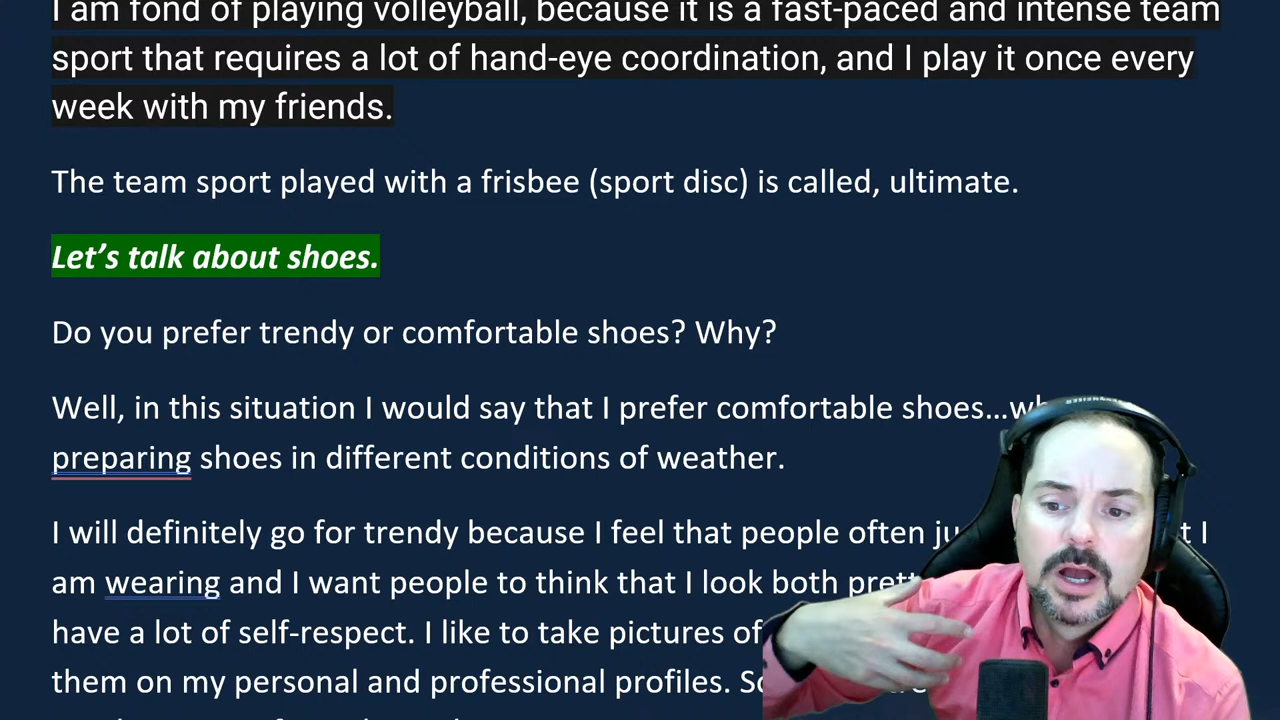 I am fond of playing volleyball, because it is a fast-paced and intense team
sport that requires a lot of hand-eye coordination, and I play it once every
week with my friends.
The team sport played with a frisbee (sport disc) is called, ultimate.
Let’s talk about shoes.
Do you prefer trendy or comfortable shoes? Why?
Well, in this situation I would say that I prefer comfortable shoes…
preparing shoes in different conditions of weather.
I will definitely go for trendy because I feel that people often I
am wearing and I want people to think that I look both
have a lot of self-respect. I like to take pictures of
them on my personal and professional profiles.